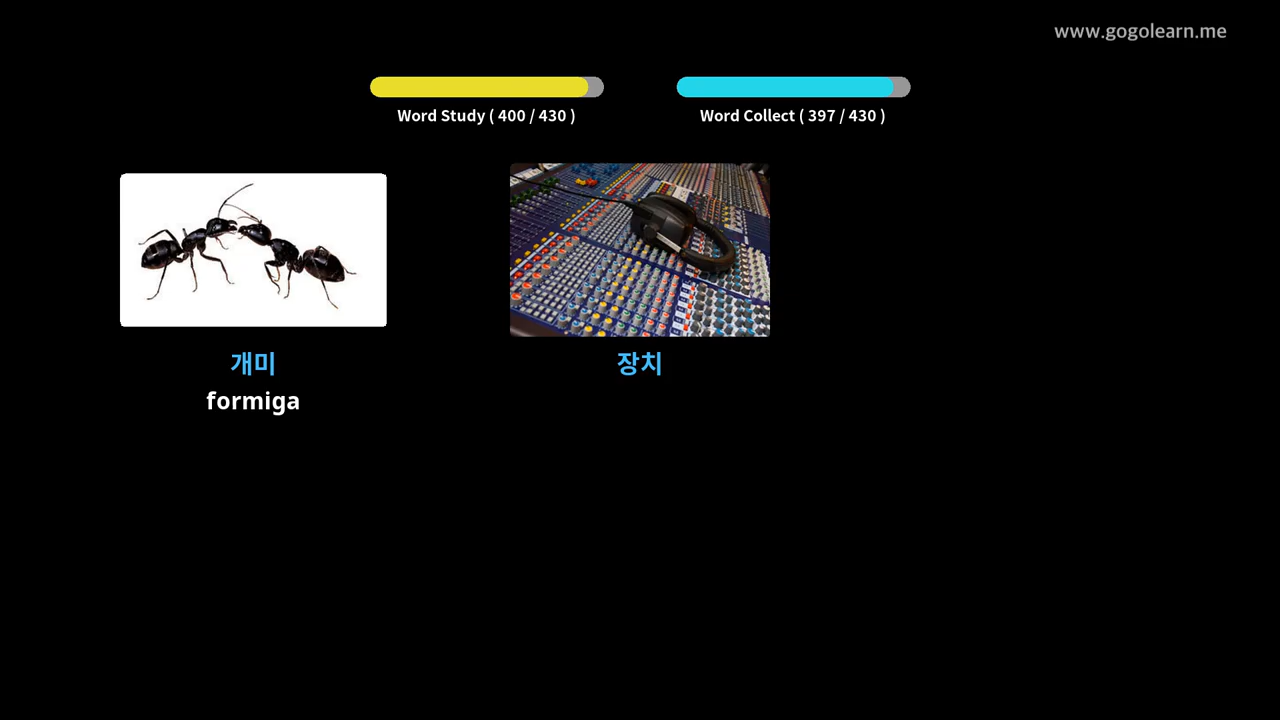 www.gogolearn.me
Word Study ( 400 / 430 )
Word Collect ( 397 / 430 )
개미
formiga
장치